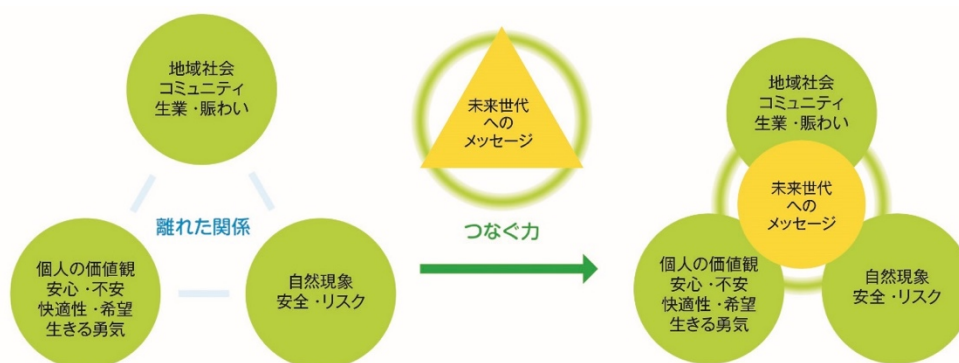 地域社会
コミュニティ
生業・賑わい
離れた関係
個人の価値観
安心・不安
快適性・希望
生きる勇気
自然現象
安全・リスク
未来世代
への
メッセージ
つなぐ力
地域社会
コミュニティ
生業・賑わい
未来世代
への
メッセージ
個人の価値観
安心・不安
快適性・希望
生きる勇気
自然現象
安全・リスク